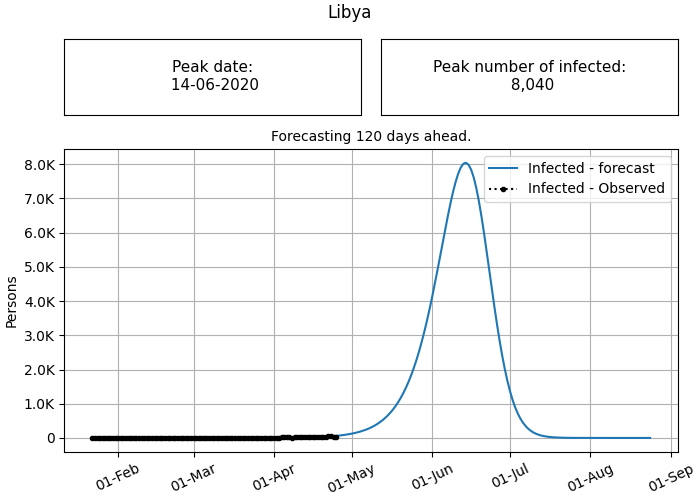 Libya
Peak date:
14-06-2020
Peak number of infected:
8,040
Forecasting 120 days ahead.
8.0K
7.0K
6.0K
5.0K
4.0K
3.0K
2.0K
1.0K
0
Persons
Infected - forecast
Infected - Observed
01-Feb
01-Mar
01-Apr
01-May
01-Jun
01-Jul
01-Aug
01-Sep